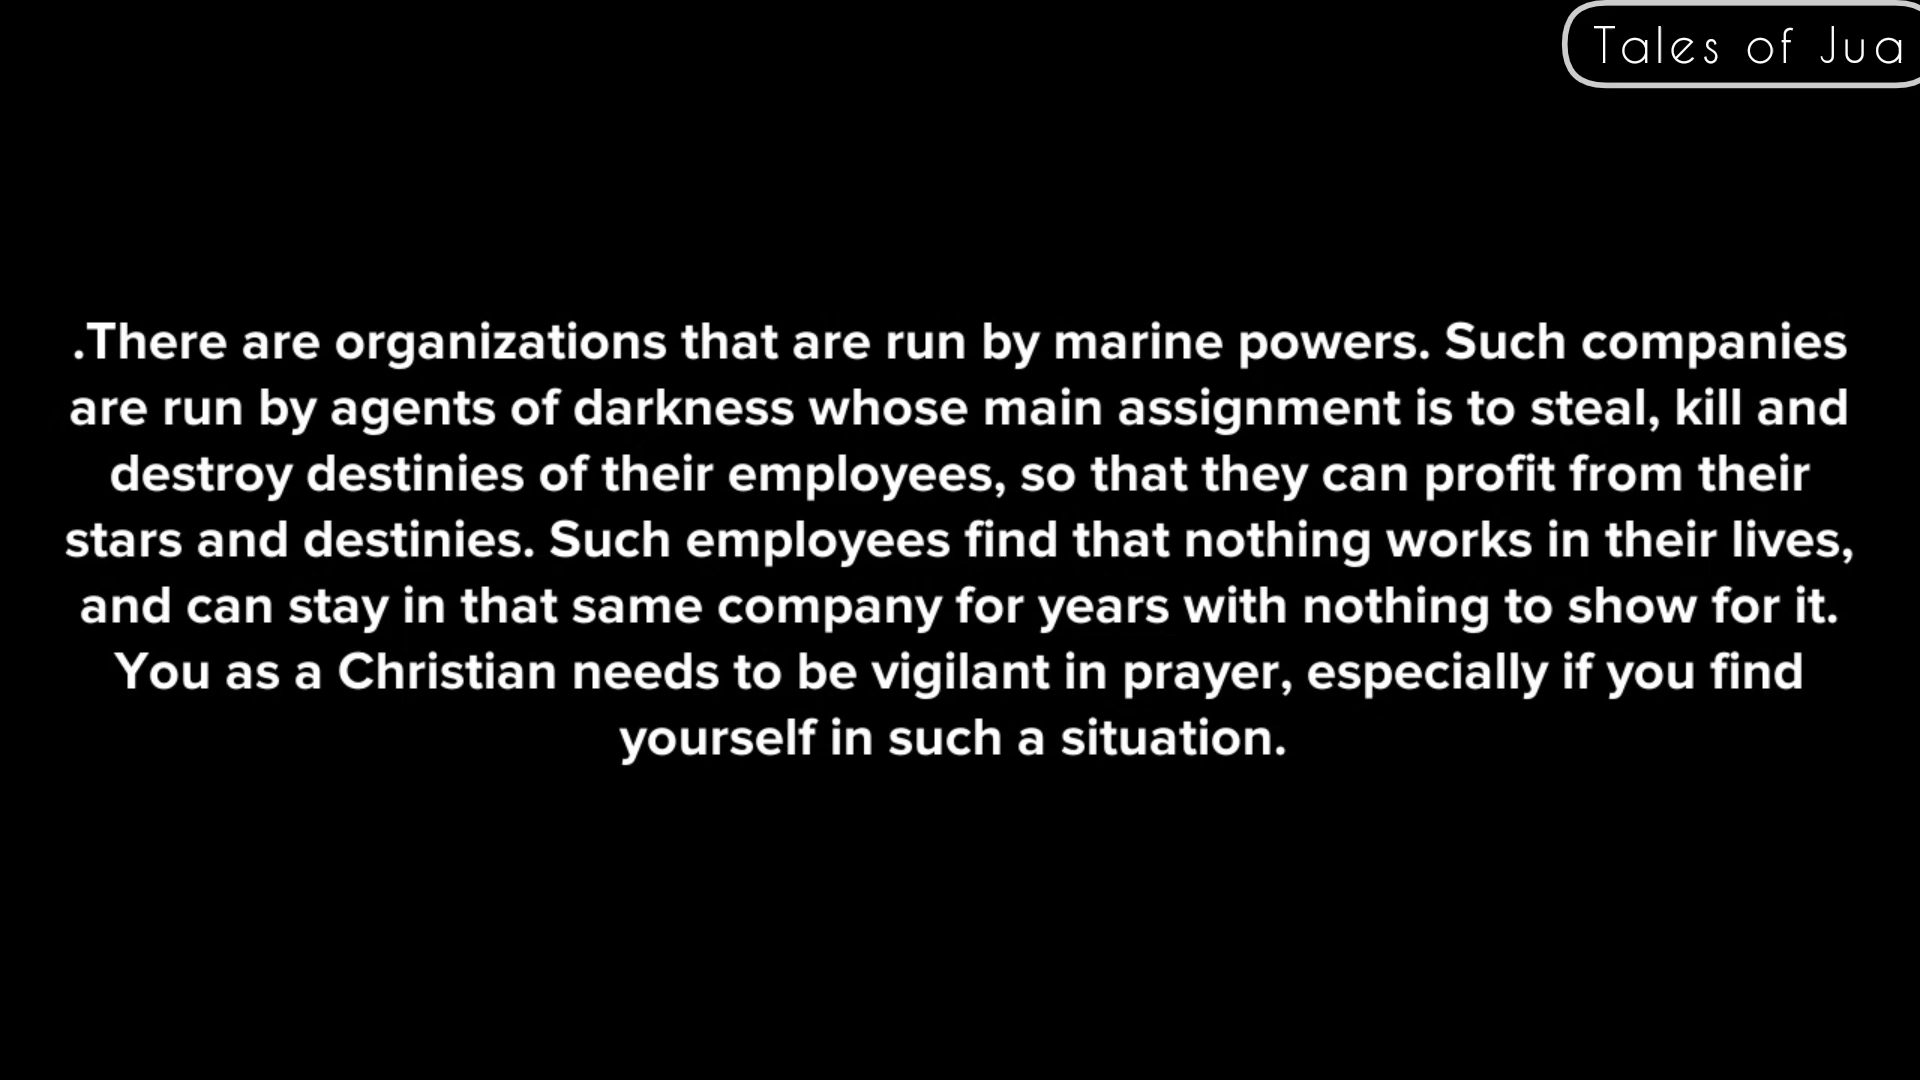 Tales of Jua
.There are organizations that are run by marine powers. Such companies
are run by agents of darkness whose main assignment is to steal, kill and
destroy destinies of their employees, so that they can profit from their
stars and destinies. Such employees find that nothing works in their lives,
and can stay in that same company for years with nothing to show for it.
You as a Christian needs to be vigilant in prayer, especially if you find
yourself in such a situation.